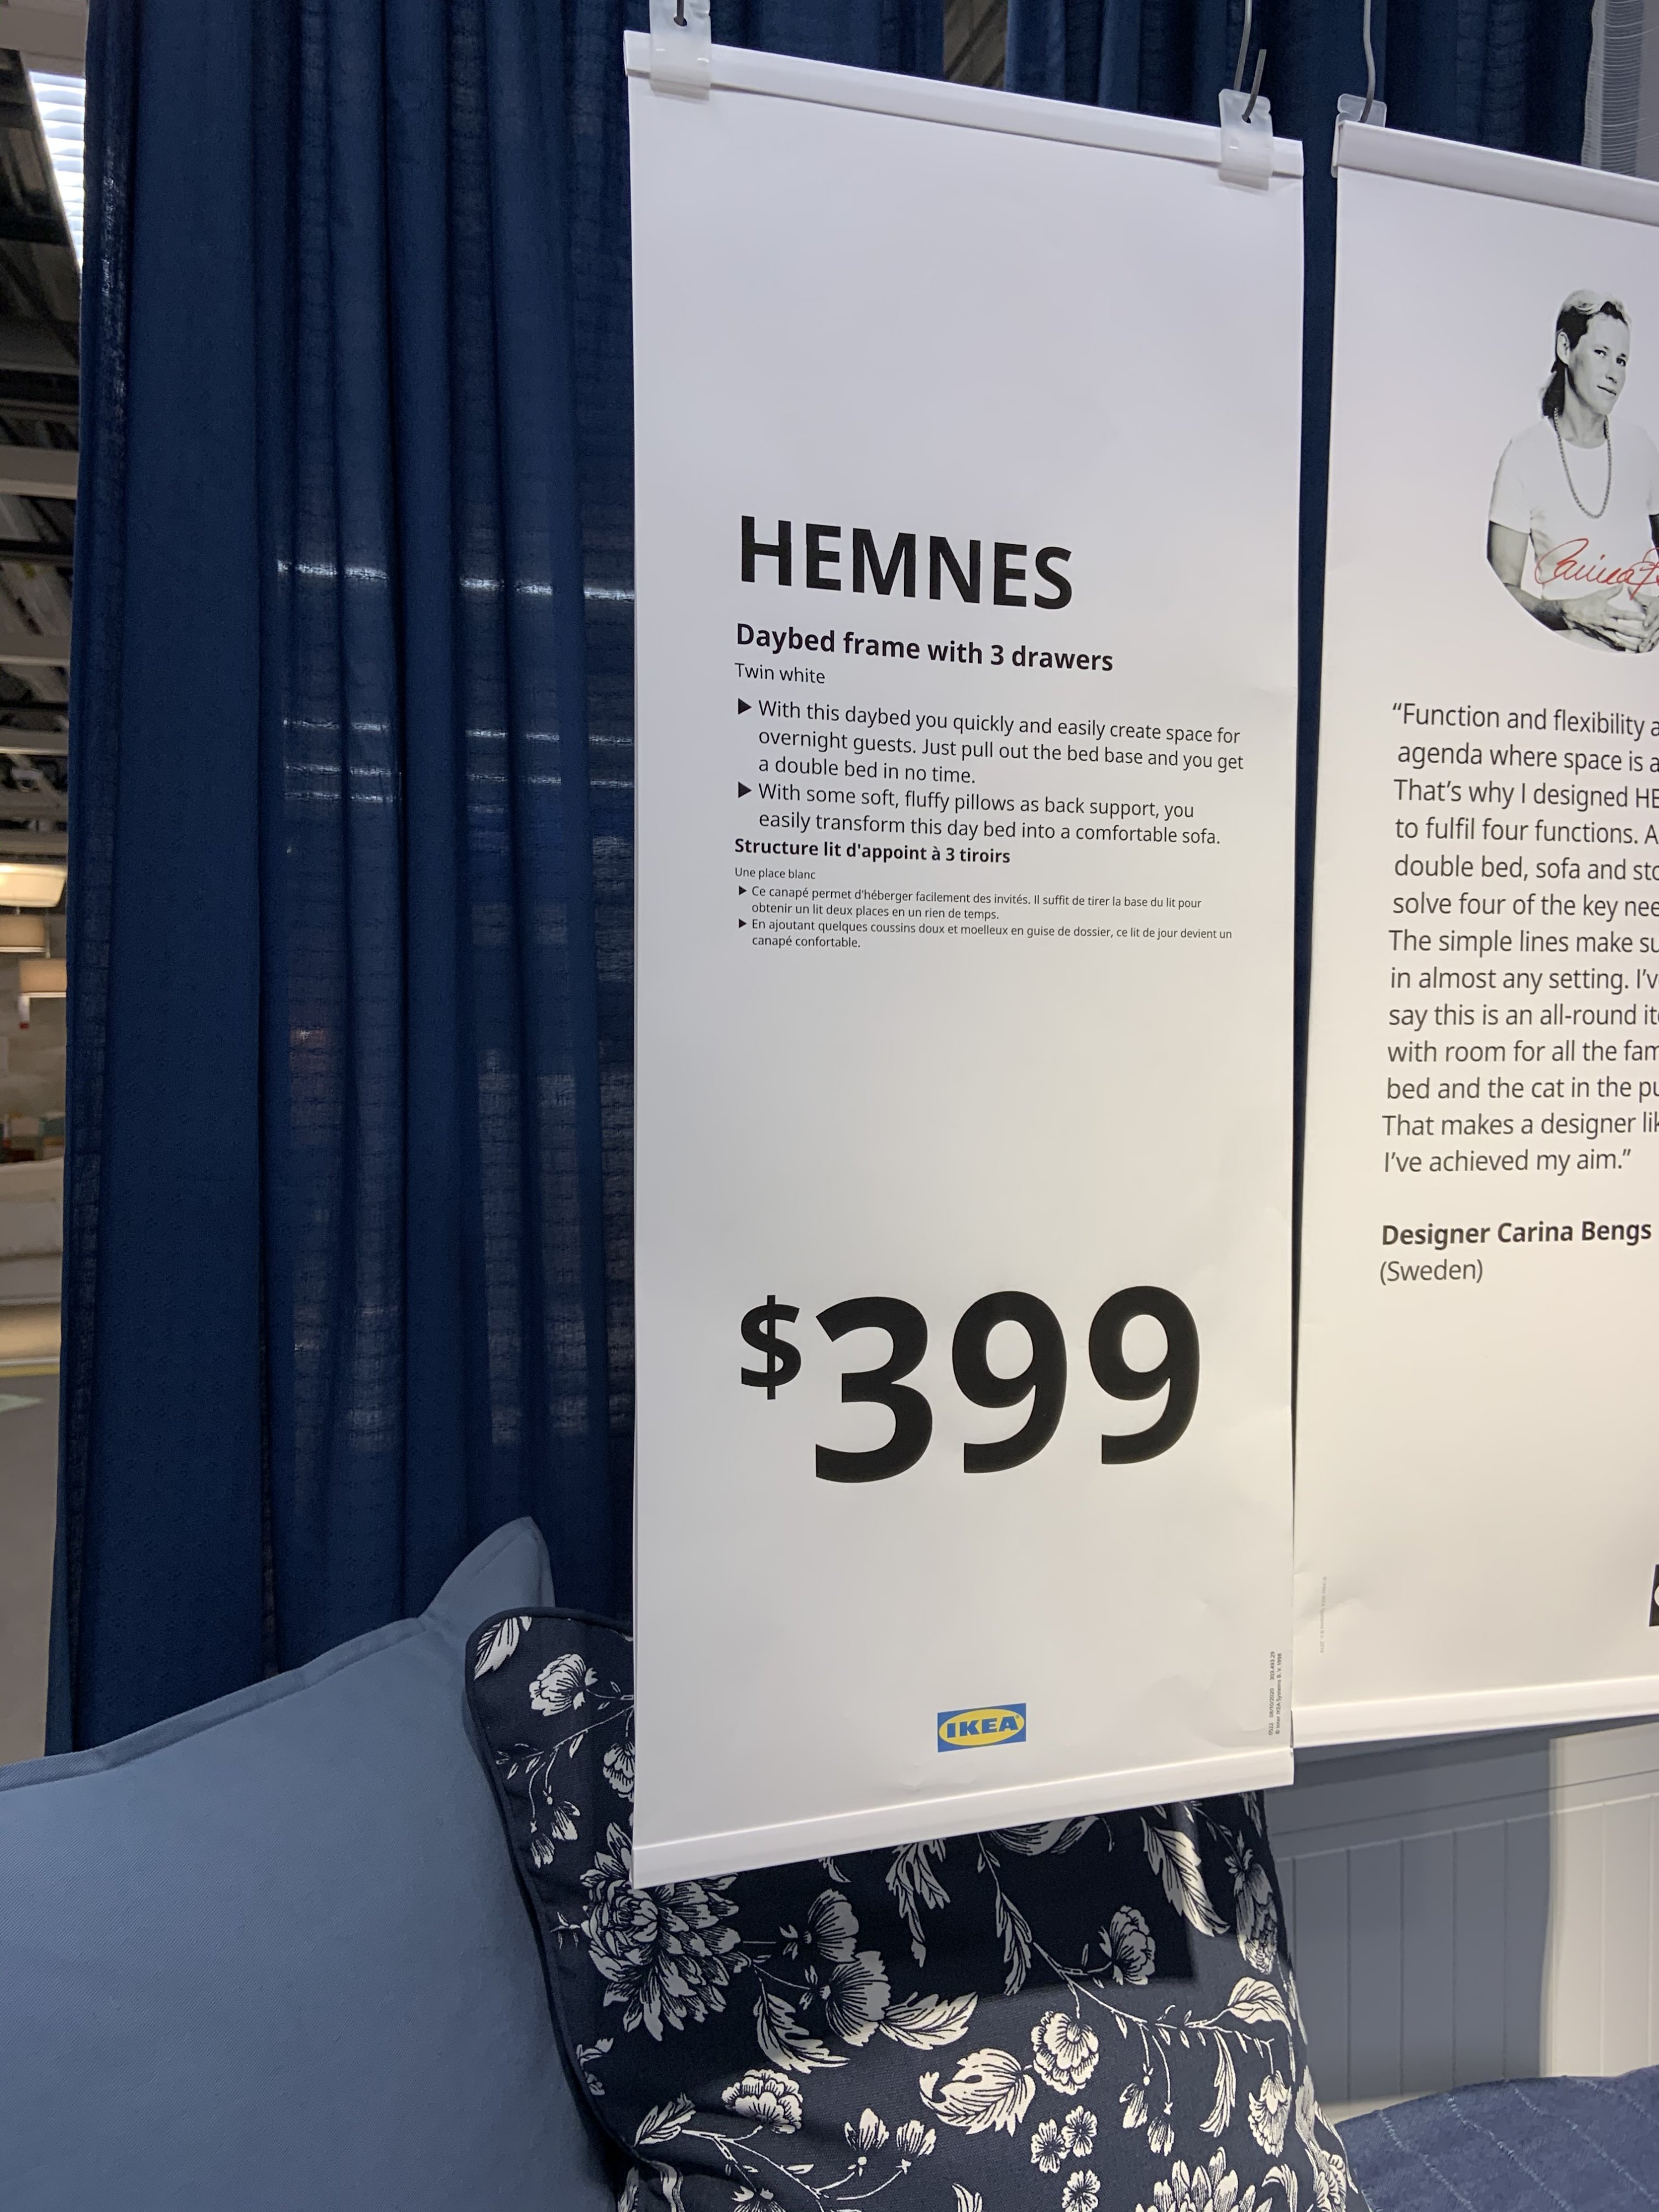 HEMNES
Daybed frame with 3 drawers
Twin white
▶ With this daybed you quickly and easily create space for
overnight guests. Just pull out the bed base and you get
a double bed in no time.
▶ With some soft, fluffy pillows as back support, you
easily transform this day bed into a comfortable sofa.
Structure lit d'appoint à 3 tiroirs
Une place blanc
▶ Ce canapé permet d'héberger facilement des invités. Il suffit de tirer la base du lit pour
obtenir un lit deux places en un rien de temps.
▶ En ajoutant quelques coussins doux et moelleux en guise de dossier, ce lit de jour devient un
canapé confortable.
$399
IKEA
"Function and flexibility
agenda where space is
That's why I designed
to fulfil four functions.
double bed, sofa and
solve four of the key
The simple lines make
in almost any setting.
say this is an all-round
with room for all the
bed and the cat in the
That makes a designer
I've achieved my aim."
Designer Carina Bengs
(Sweden)